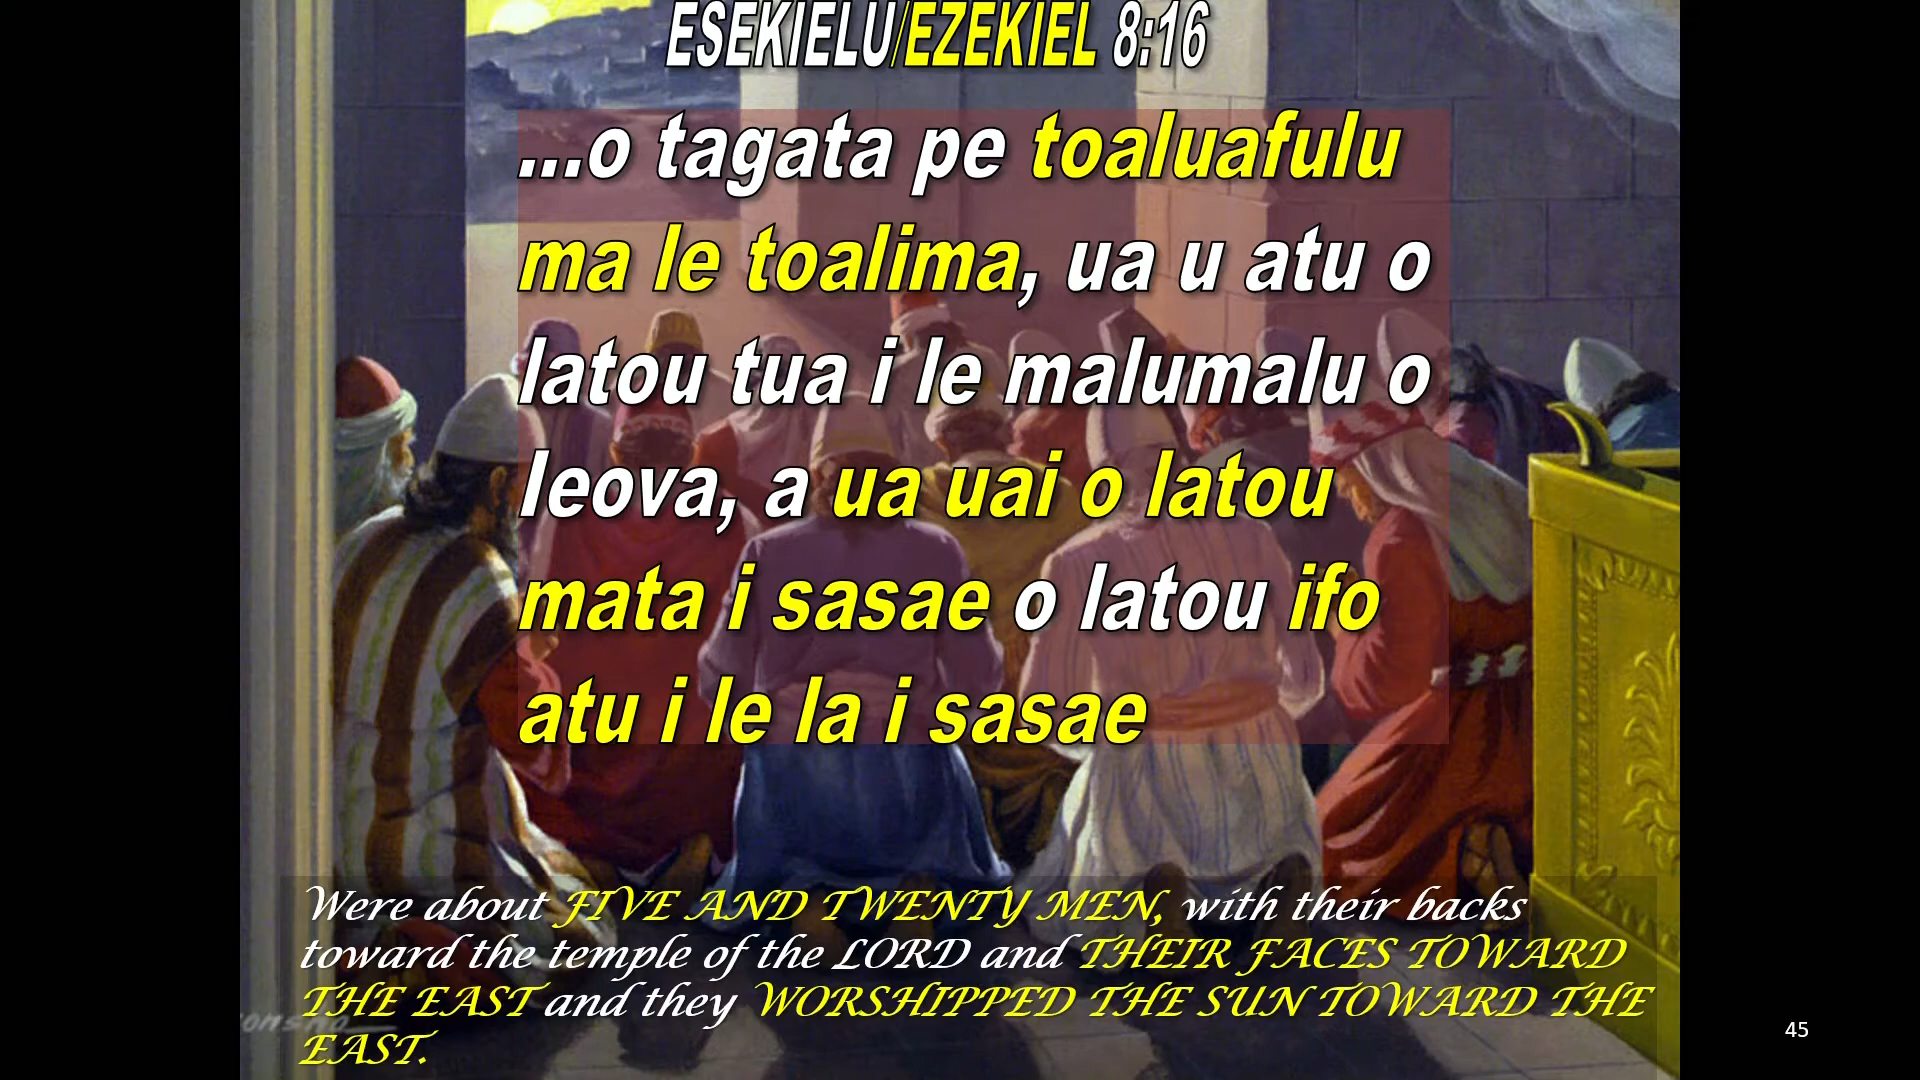 ESEKIELU/EZEKIEL 8:16
...o tagata pe toaluafulu
ma le toalima, ua u atu o
latou tua i le malumalu o
Ieova, a ua uai o latou
mata i sasae o latou ifo
atu i le la i sasae
Were about FIVE AND TWENTY MEN, with their backs
toward the temple of the LORD and THEIR FACES TOWARD
THE EAST and they WORSHIPPED THE SUN TOWARD THE
EAST.
45